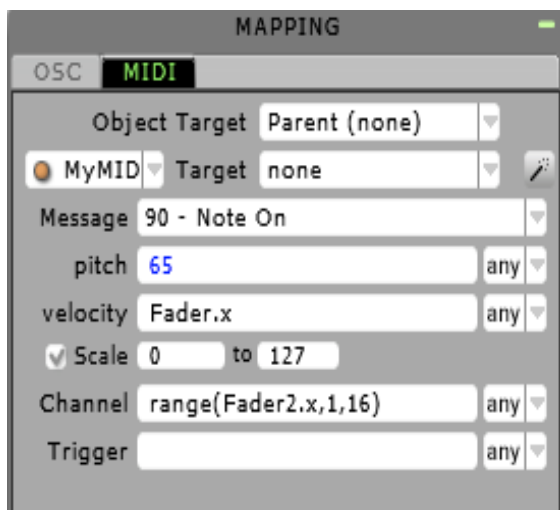 MAPPING
OSC MIDI
Object Target Parent (none)
MyMID Target none
Message 90 - Note On
pitch 65 any
velocity Fader.x any
Scale 0 to 127
Channel range(Fader2.x,1,16) any
Trigger any